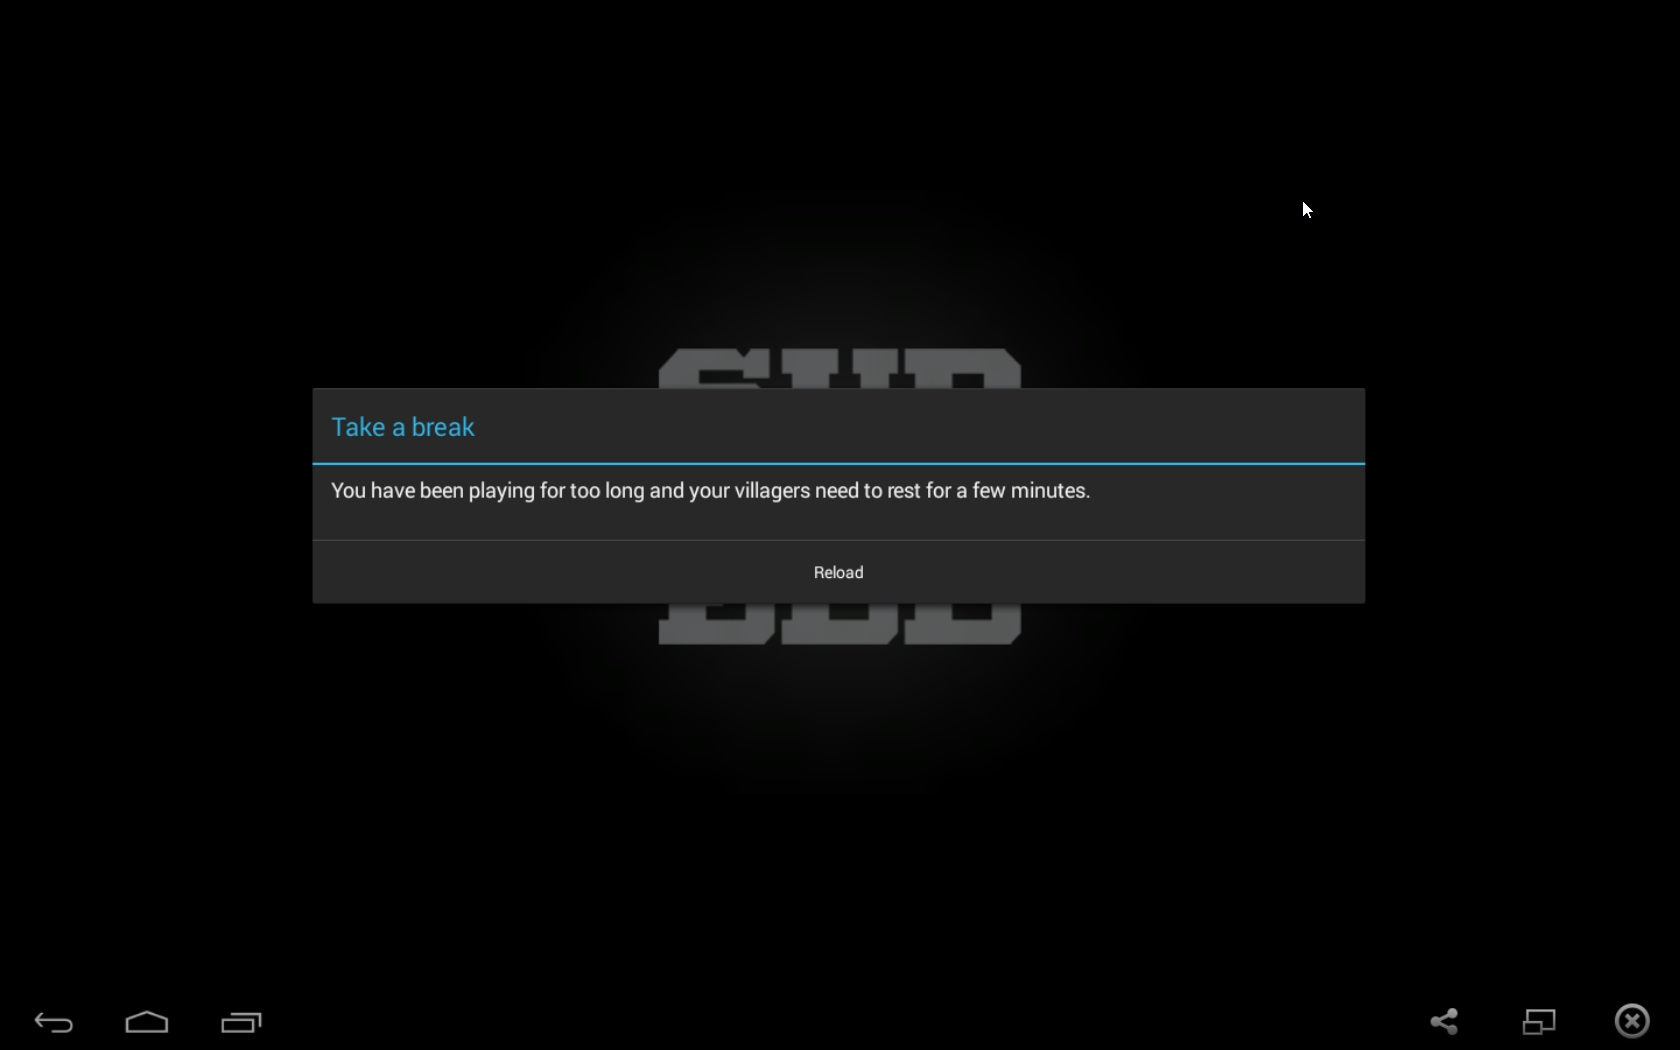 Take a break
You have been playing for too long and your villagers need to rest for a few minutes.
Reload